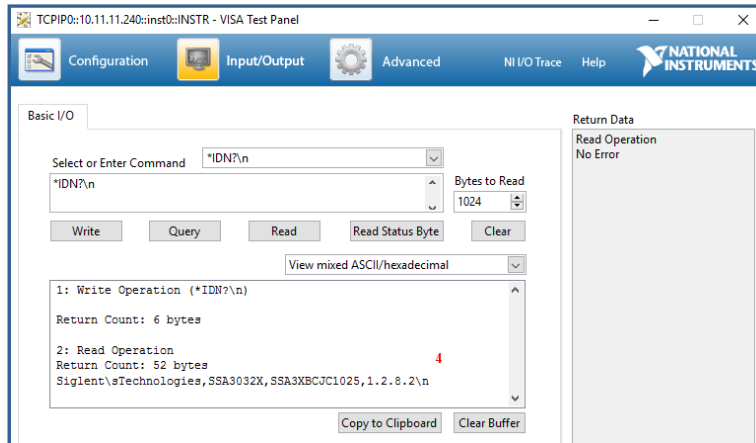 TCPIP0::10.11.11.240::inst0::INSTR - VISA Test Panel
Configuration
Input/Output
Advanced
NI I/O Trace
Help
NATIONAL
INSTRUMENTS
Basic I/O
Select or Enter Command
*IDN?\n
*IDN?\n
Bytes to Read
1024
Write
Query
Read
Read Status Byte
Clear
View mixed ASCII/hexadecimal
1: Write Operation (*IDN?\n)
Return Count: 6 bytes
2: Read Operation
Return Count: 52 bytes
4
Siglent\sTechnologies,SSA3032X,SSA3XBCJC1025,1.2.8.2\n
Copy to Clipboard
Clear Buffer
Return Data
Read Operation
No Error